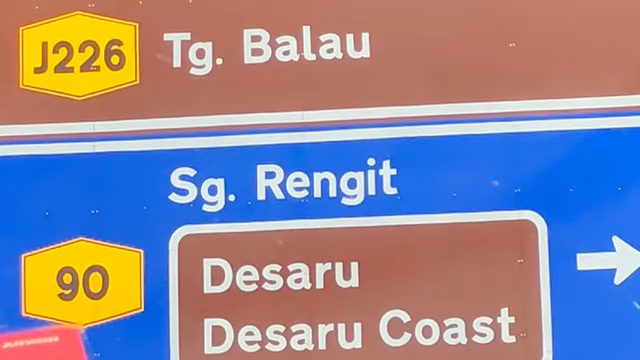 J226 Tg. Balau
Sg. Rengit
90
Desaru
Desaru Coast